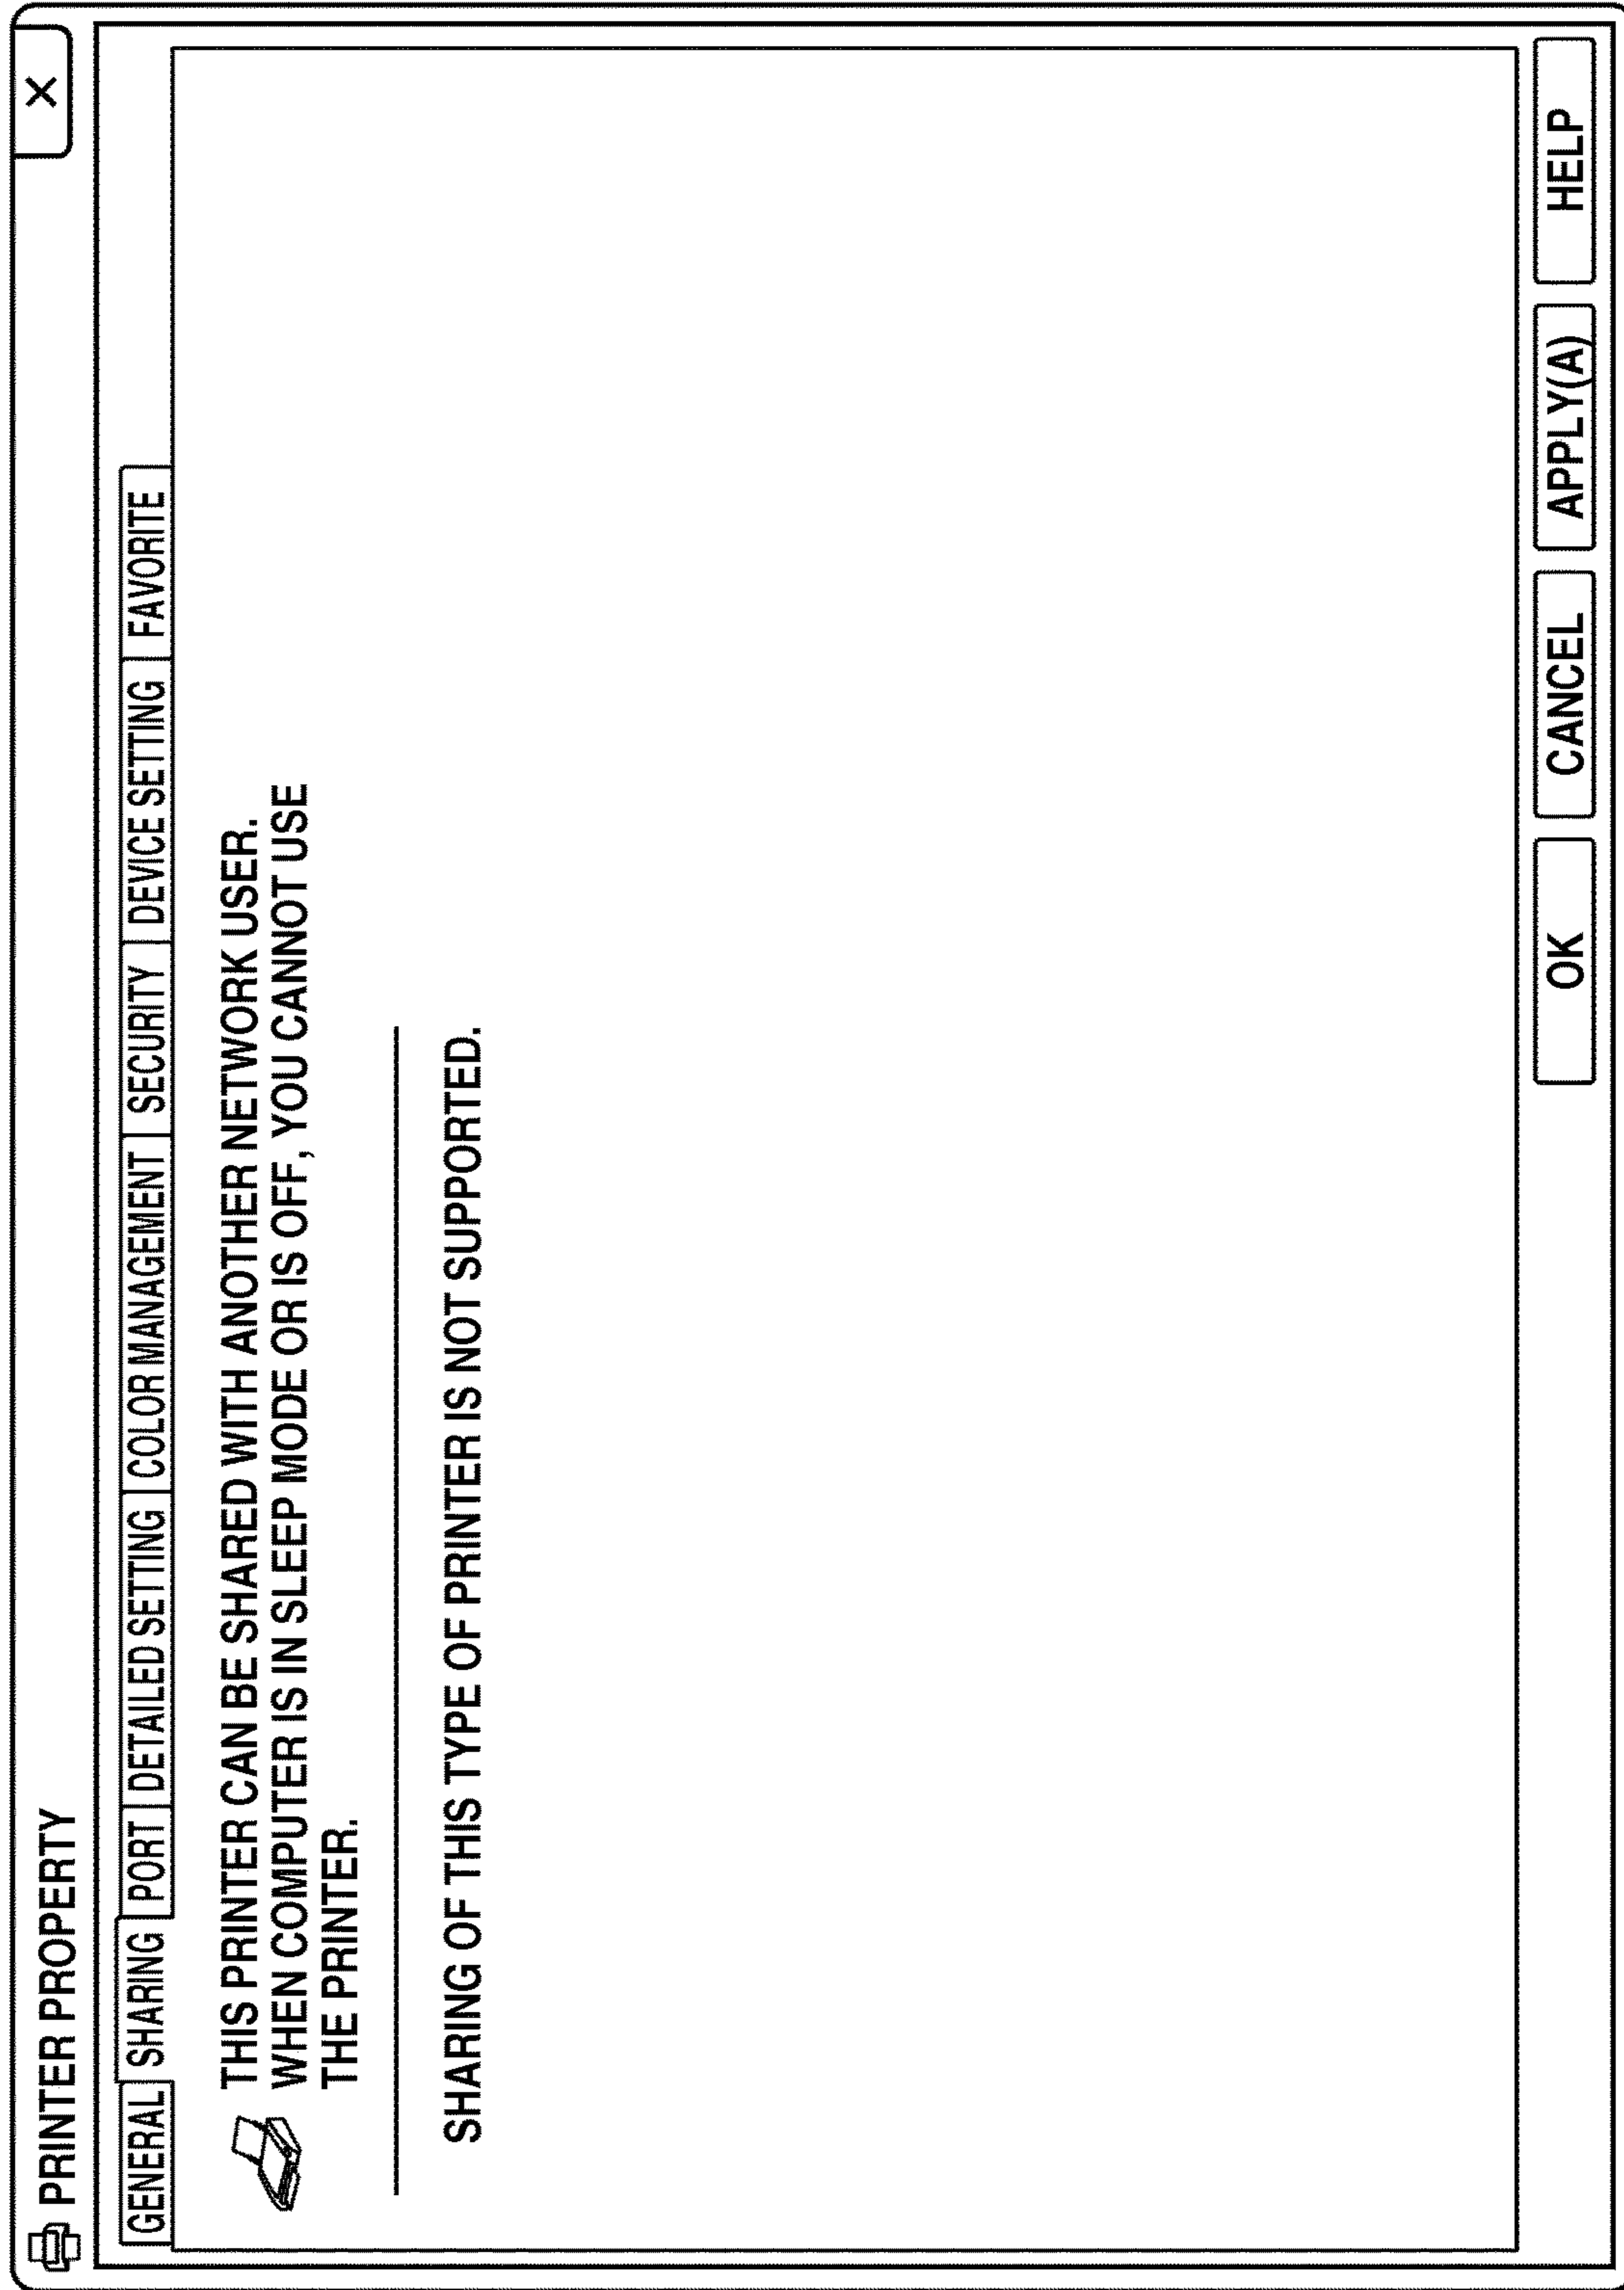 PRINTER PROPERTY
×
GENERAL SHARING PORT DETAILED SETTING COLOR MANAGEMENT SECURITY DEVICE SETTING FAVORITE
THIS PRINTER CAN BE SHARED WITH ANOTHER NETWORK USER.
WHEN COMPUTER IS IN SLEEP MODE OR IS OFF, YOU CANNOT USE
THE PRINTER.
SHARING OF THIS TYPE OF PRINTER IS NOT SUPPORTED.
OK CANCEL APPLY(A) HELP